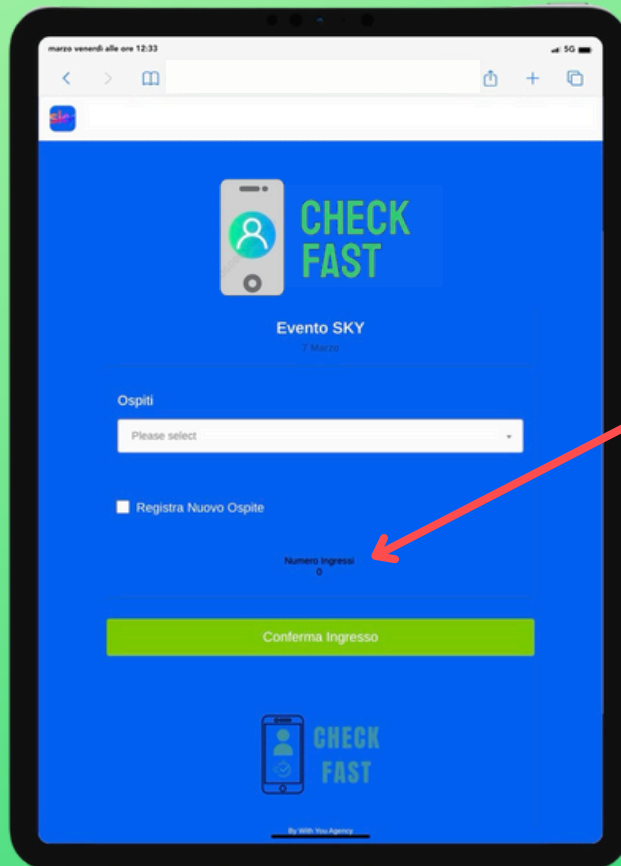 marzo venerdì alle ore 12:33
5G
sky
CHECK
FAST
Evento SKY
7 Marzo
Ospiti
Please select
Registra Nuovo Ospite
Numero Ingressi
0
Conferma Ingresso
CHECK
FAST
By With You Agency